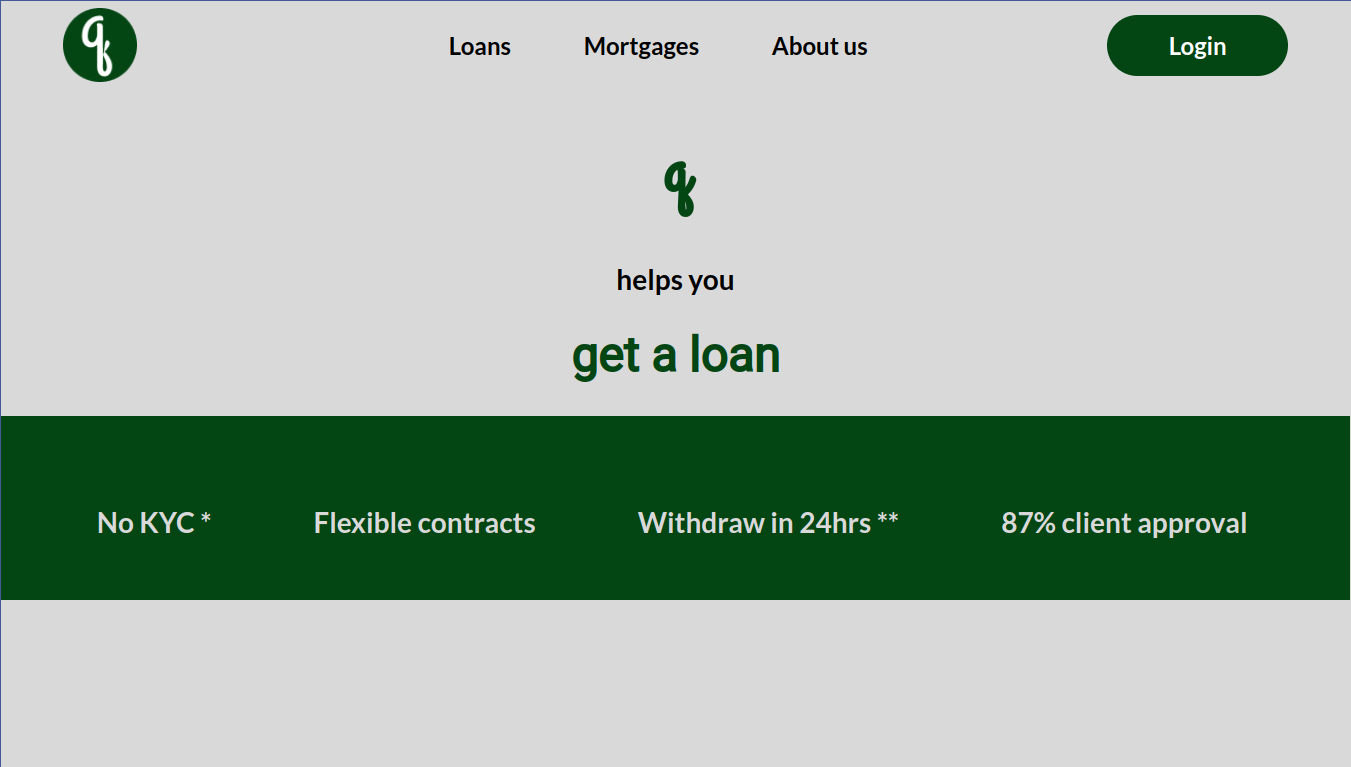 q
Loans Mortgages About us Login
q
helps you
get a loan
No KYC * Flexible contracts Withdraw in 24hrs ** 87% client approval